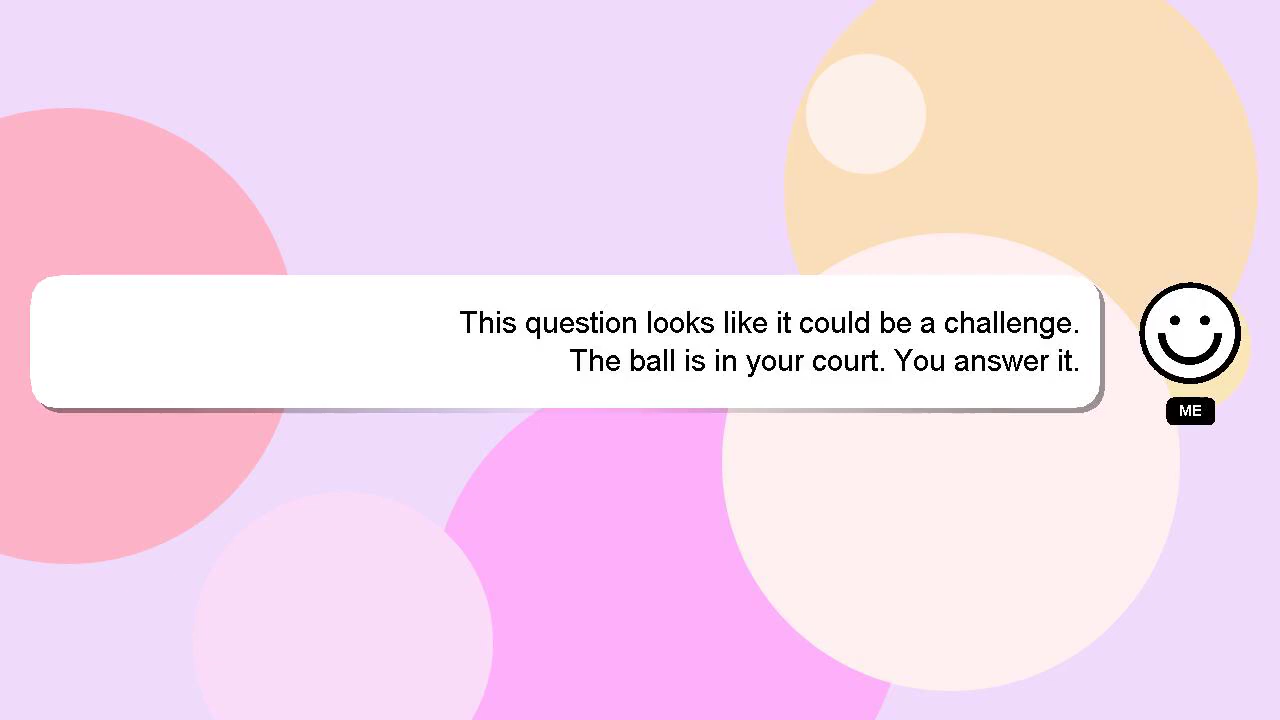 This question looks like it could be a challenge.
The ball is in your court. You answer it.
ME